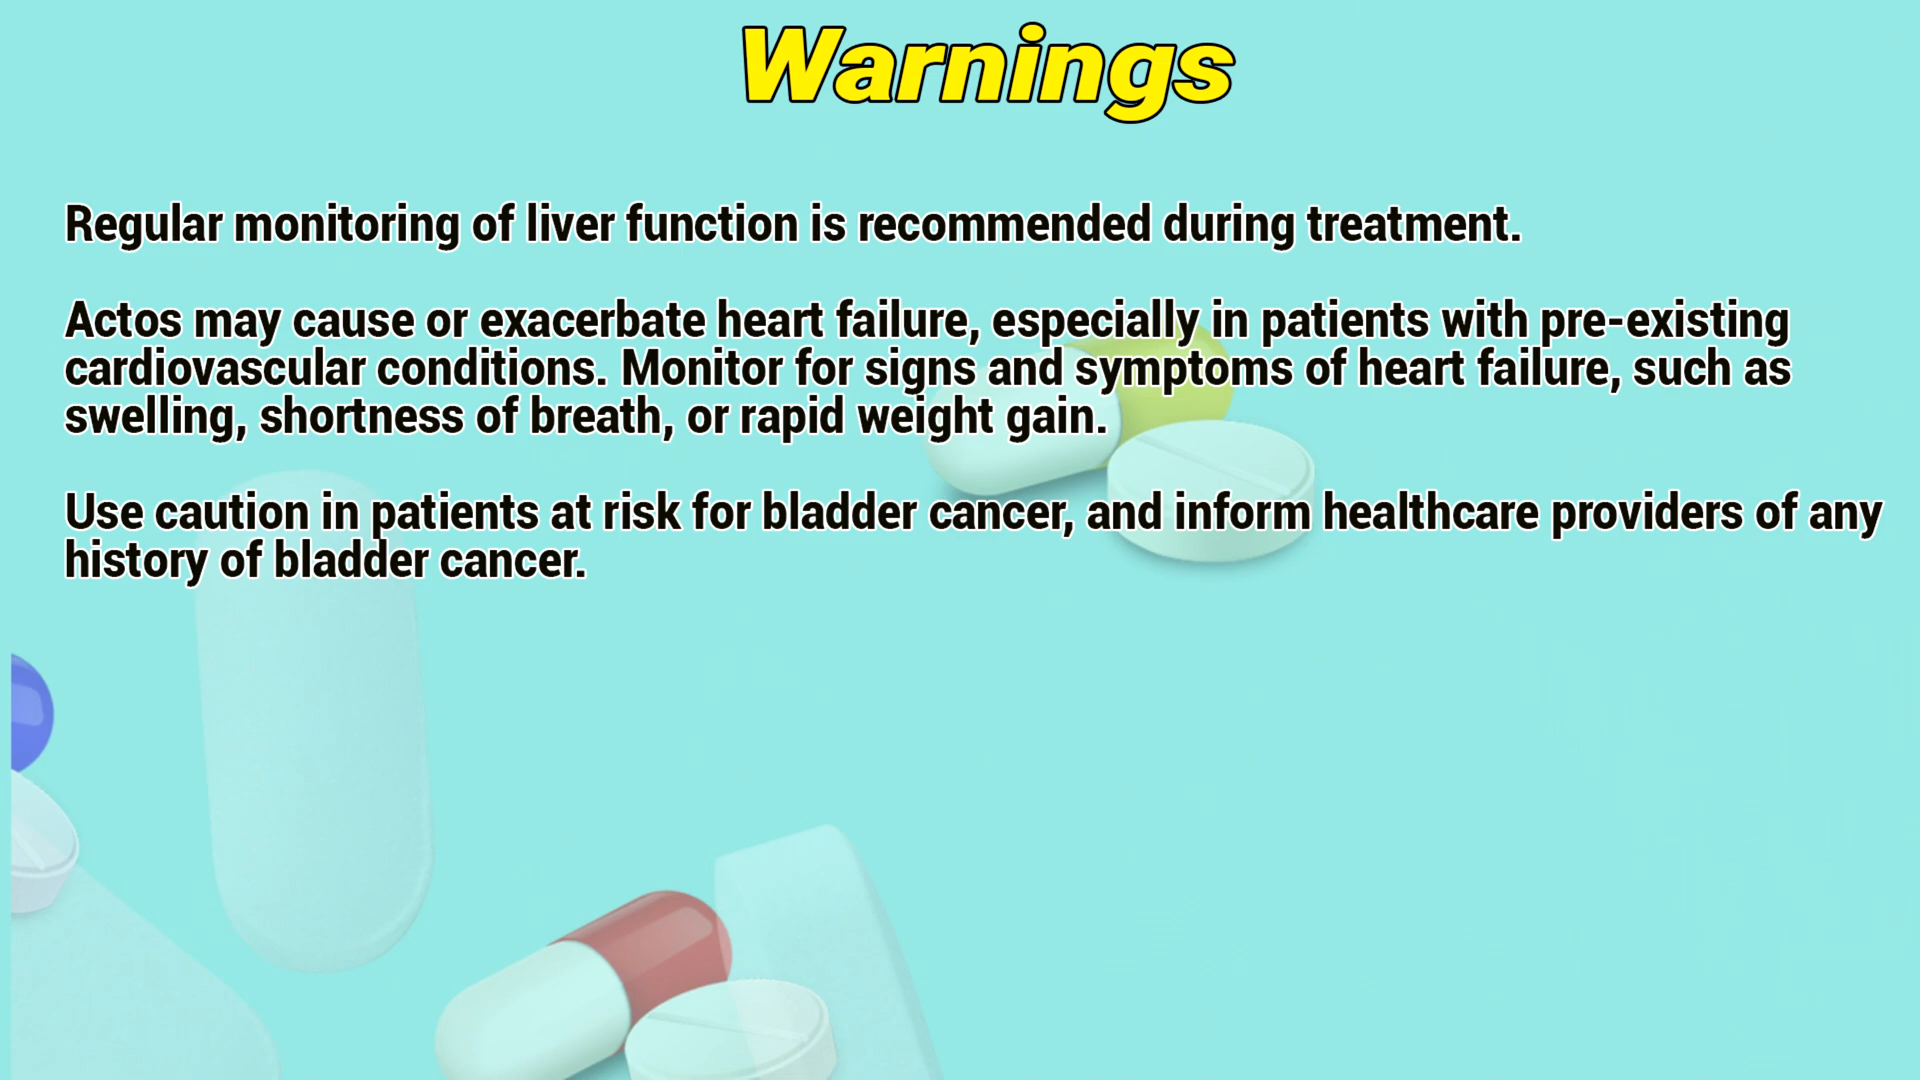 Warnings
Regular monitoring of liver function is recommended during treatment.
Actos may cause or exacerbate heart failure, especially in patients with pre-existing
cardiovascular conditions. Monitor for signs and symptoms of heart failure, such as
swelling, shortness of breath, or rapid weight gain.
Use caution in patients at risk for bladder cancer, and inform healthcare providers of any
history of bladder cancer.